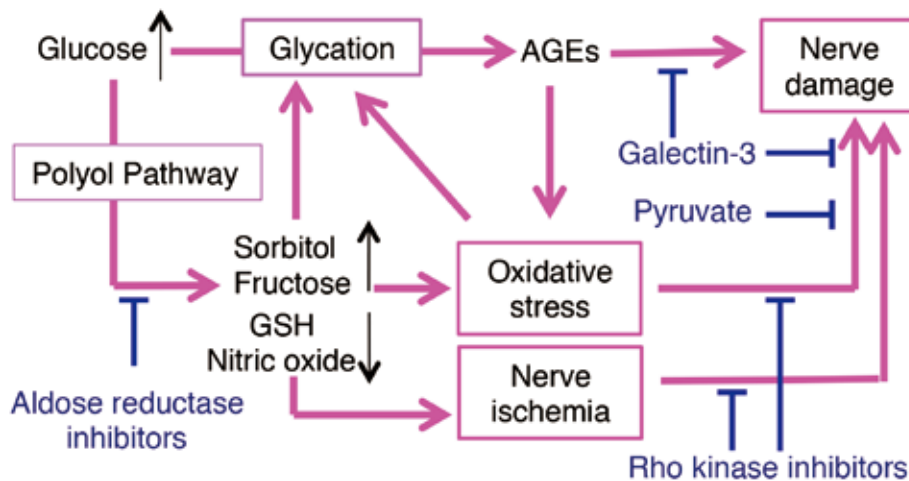 Glucose
Glycation
AGEs
Nerve
damage
Galectin-3
Polyol Pathway
Pyruvate
Sorbitol
Fructose
GSH
Nitric oxide
Oxidative
stress
Nerve
ischemia
Aldose reductase
inhibitors
Rho kinase inhibitors